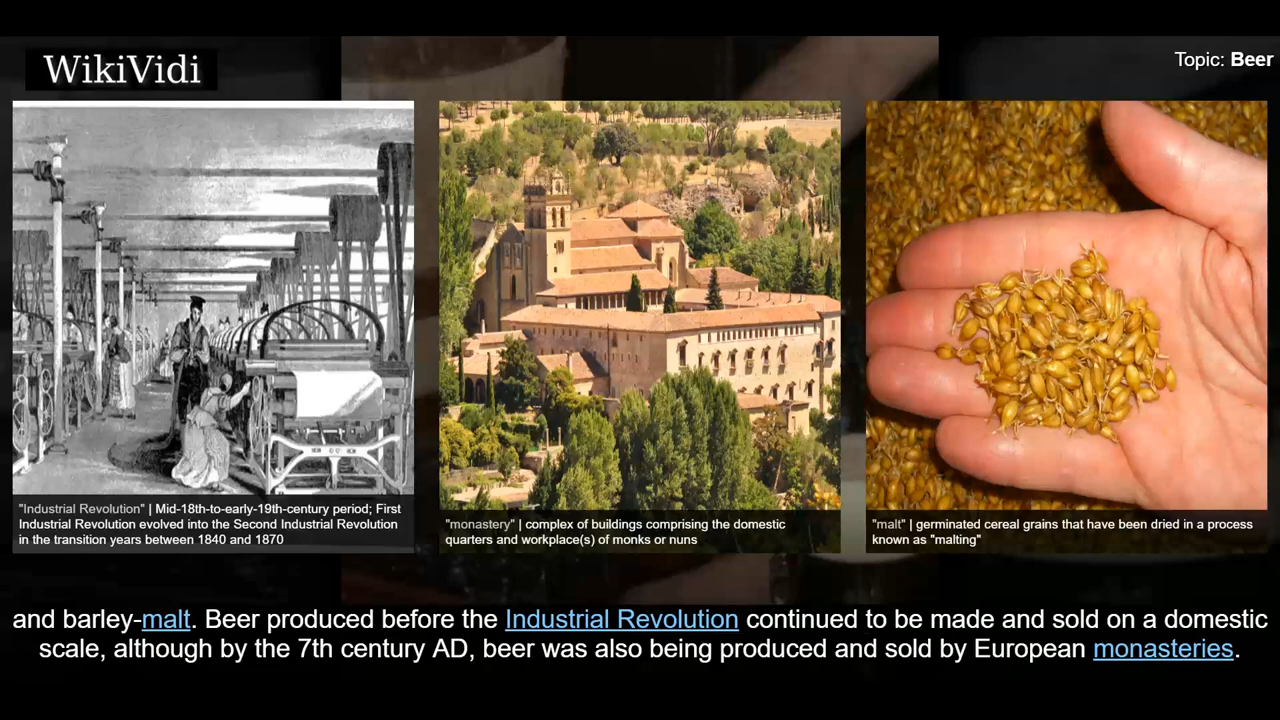 WikiVidi
Topic: Beer
"Industrial Revolution" | Mid-18th-to-early-19th-century period; First
Industrial Revolution evolved into the Second Industrial Revolution
in the transition years between 1840 and 1870
"monastery" | complex of buildings comprising the domestic
quarters and workplace(s) of monks or nuns
"malt" | germinated cereal grains that have been dried in a process
known as "malting"
and barley-malt. Beer produced before the Industrial Revolution continued to be made and sold on a domestic
scale, although by the 7th century AD, beer was also being produced and sold by European monasteries.